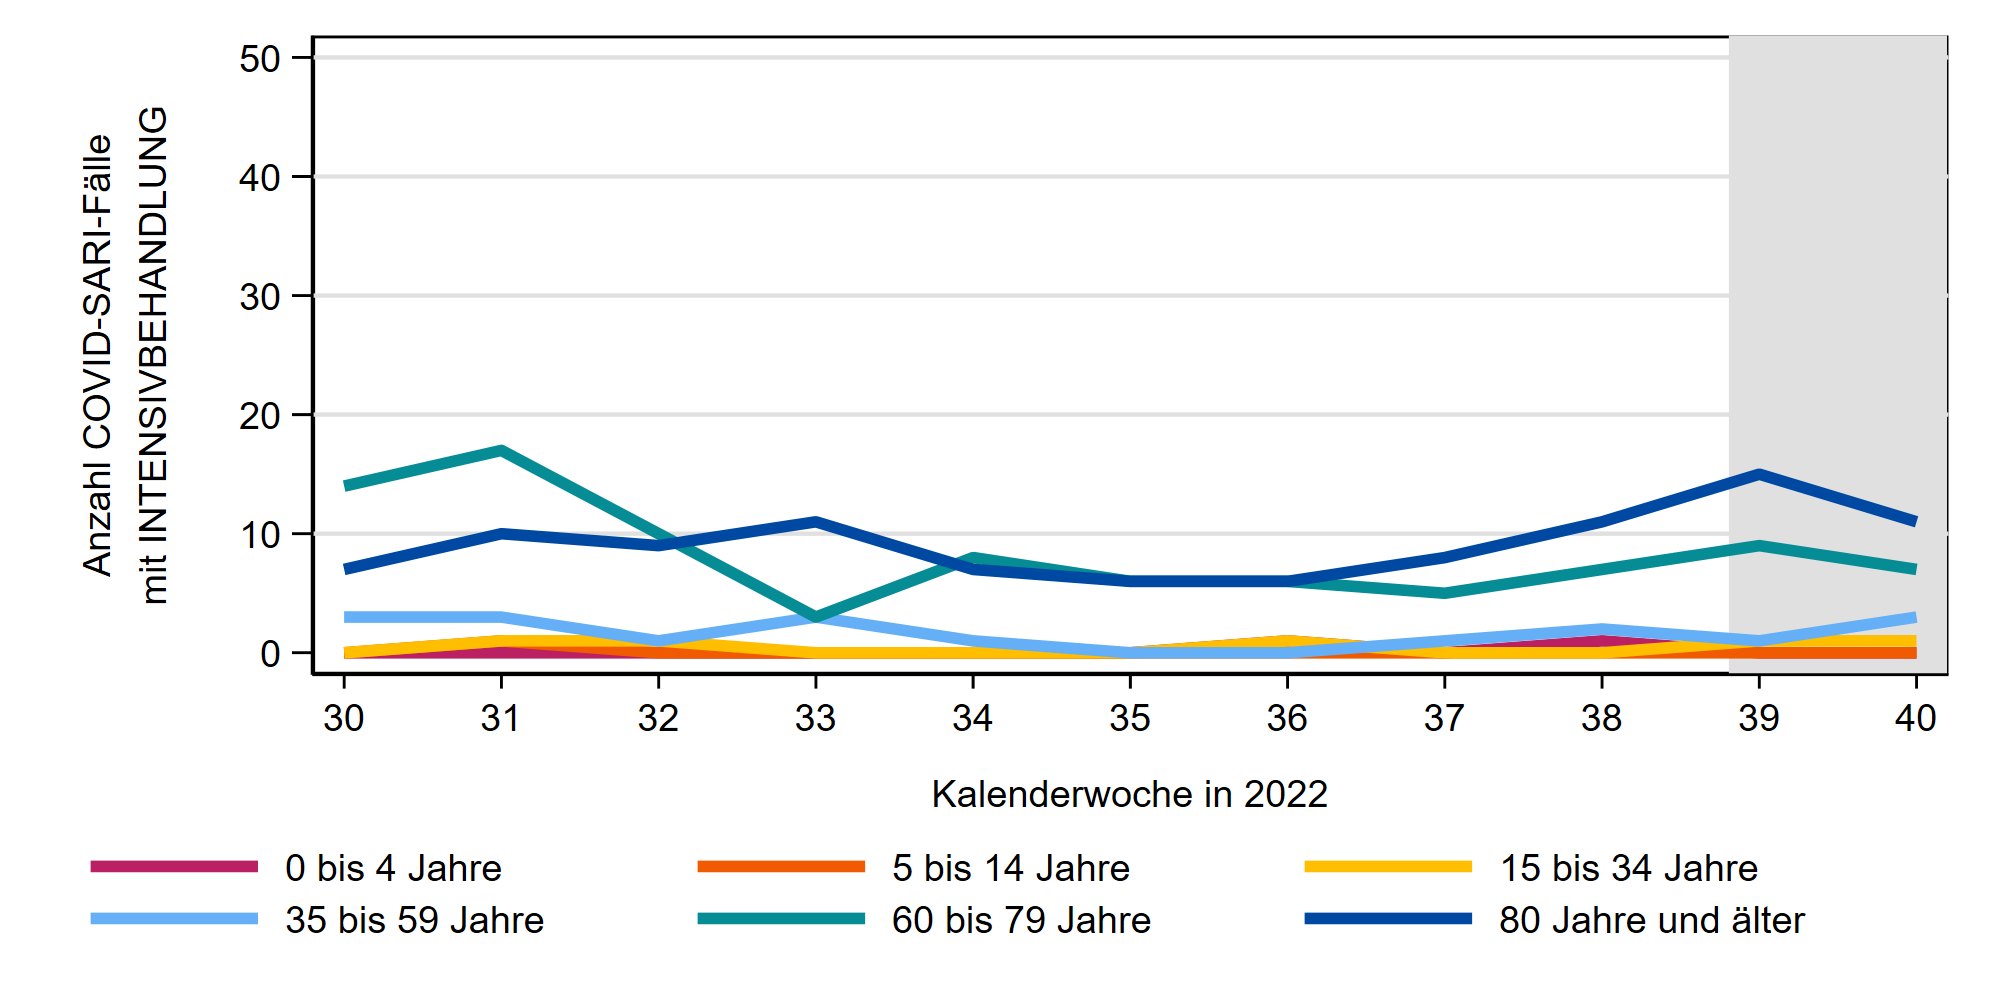 Anzahl COVID-SARI-Fälle
mit INTENSIVBEHANDLUNG
50
40
30
20
10
0
30 31 32 33 34 35 36 37 38 39 40
Kalenderwoche in 2022
0 bis 4 Jahre 5 bis 14 Jahre 15 bis 34 Jahre
35 bis 59 Jahre 60 bis 79 Jahre 80 Jahre und älter